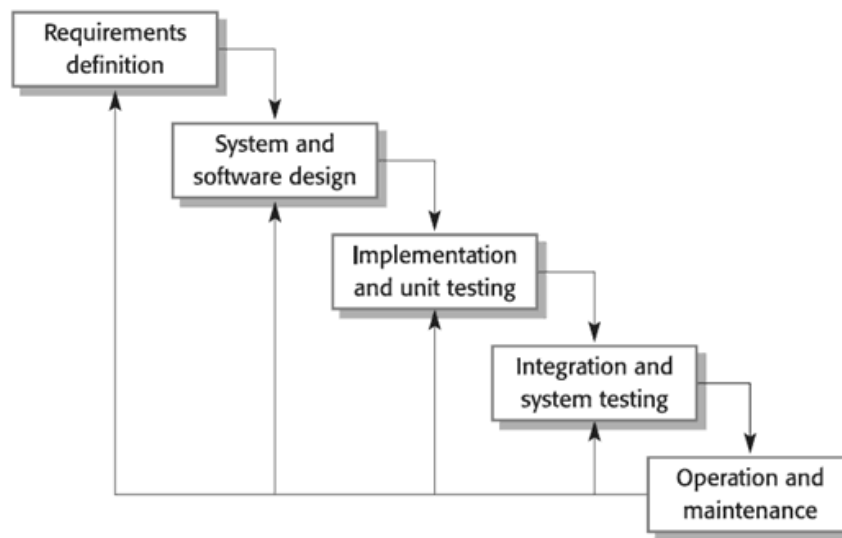 Requirements
definition
System and
software design
Implementation
and unit testing
Integration and
system testing
Operation and
maintenance